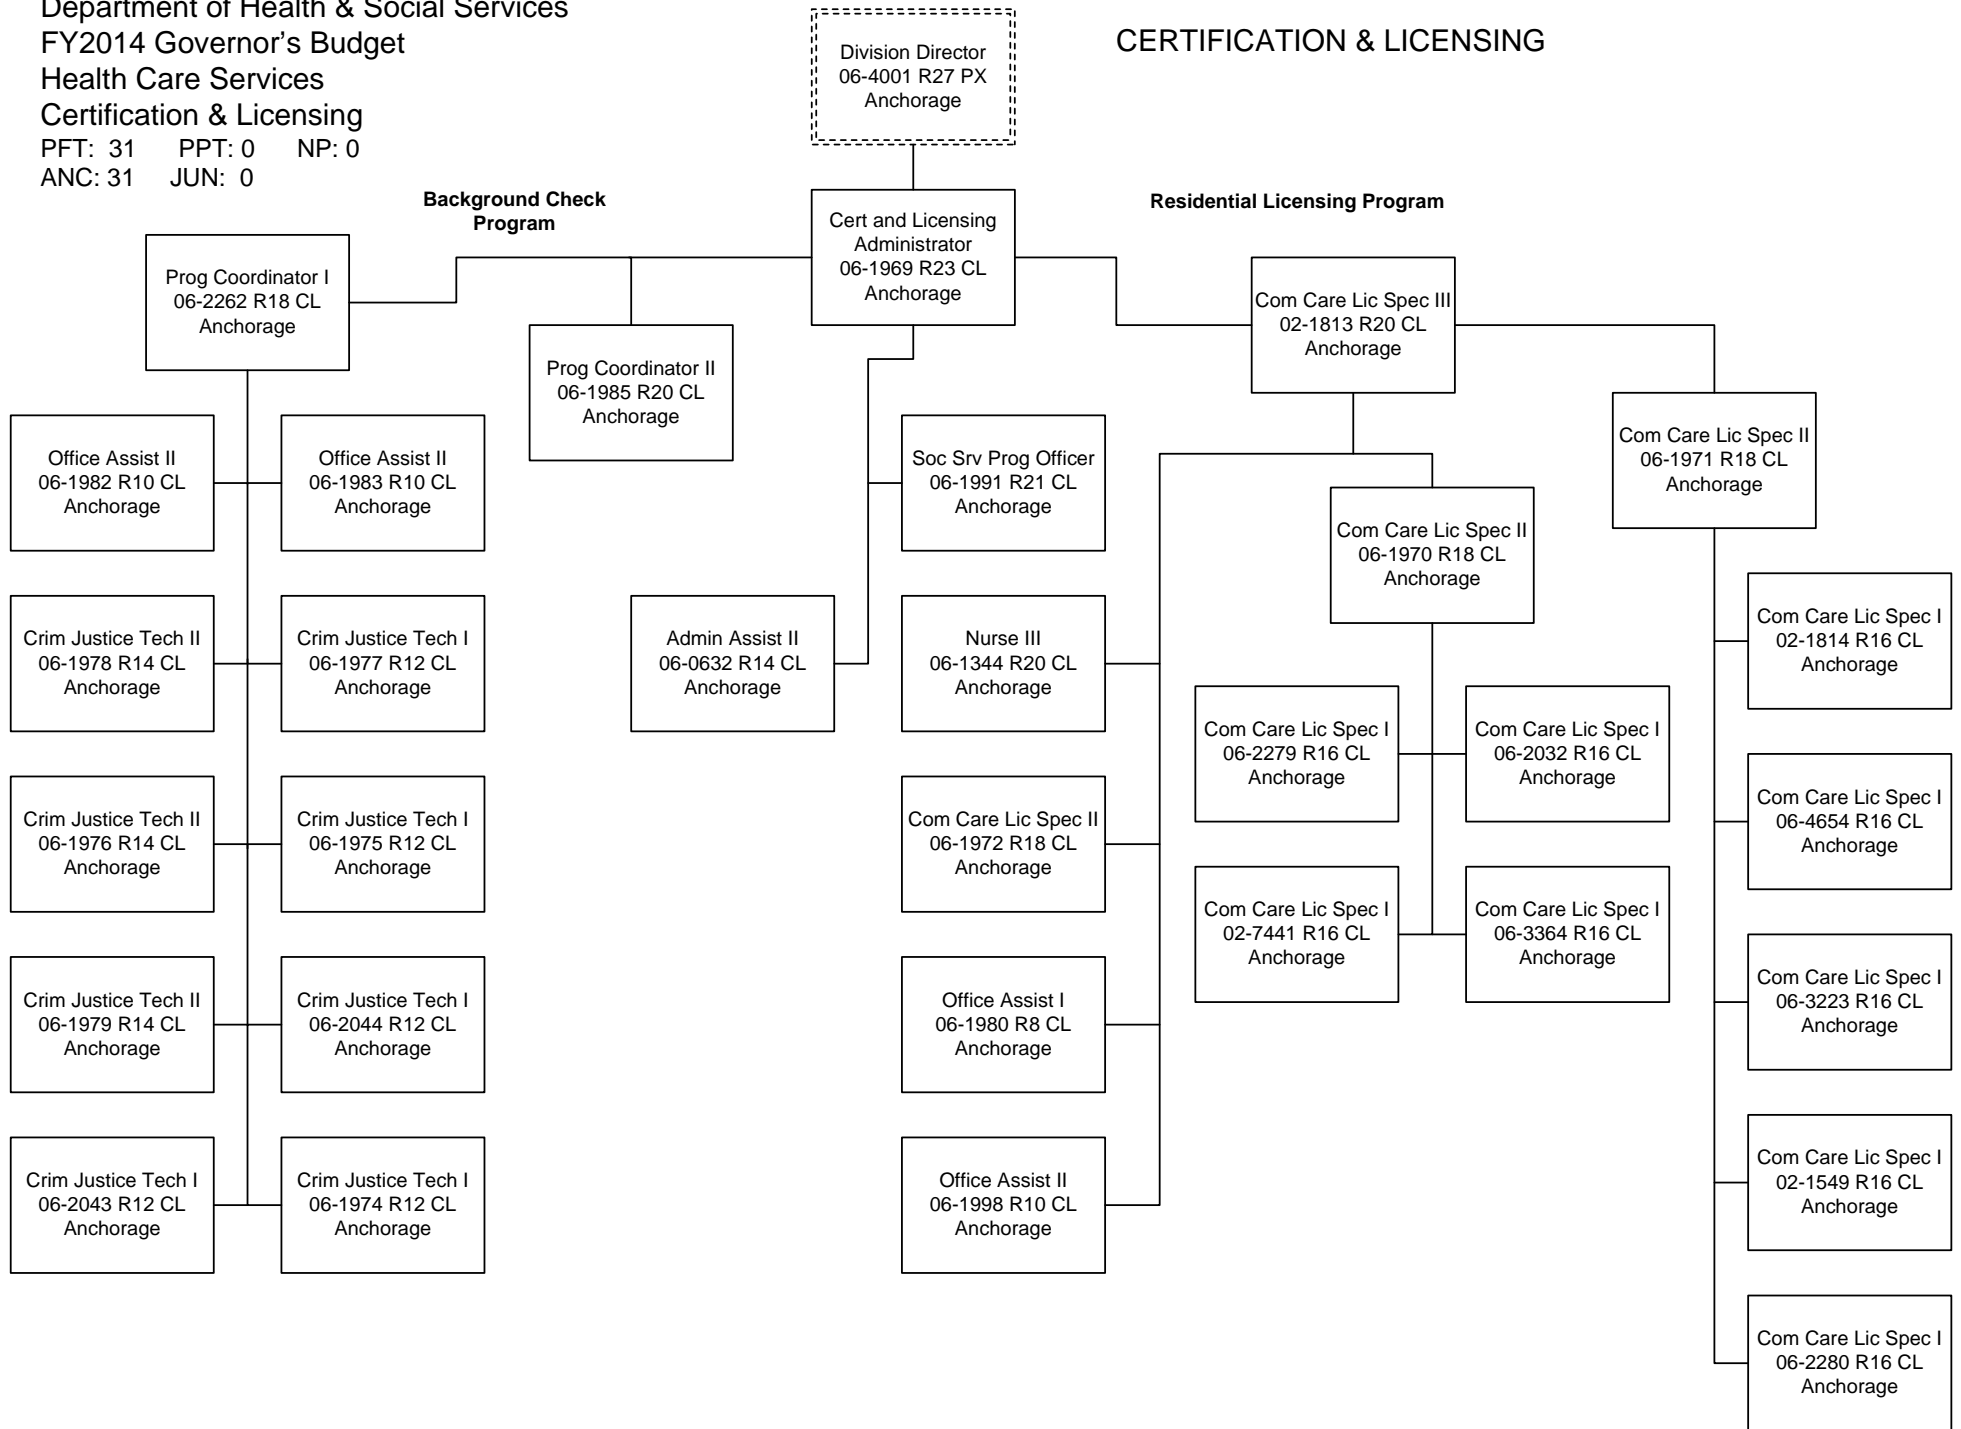 Department of Health & Social Services
FY2014 Governor’s Budget
Health Care Services
Certification & Licensing
PFT: 31 PPT: 0 NP: 0
ANC: 31 JUN: 0
CERTIFICATION & LICENSING
Division Director
06-4001 R27 PX
Anchorage
Background Check
Program
Residential Licensing Program
Cert and Licensing
Administrator
06-1969 R23 CL
Anchorage
Prog Coordinator I
06-2262 R18 CL
Anchorage
Prog Coordinator II
06-1985 R20 CL
Anchorage
Com Care Lic Spec III
02-1813 R20 CL
Anchorage
Com Care Lic Spec II
06-1971 R18 CL
Anchorage
Office Assist II
06-1982 R10 CL
Anchorage
Office Assist II
06-1983 R10 CL
Anchorage
Soc Srv Prog Officer
06-1991 R21 CL
Anchorage
Com Care Lic Spec II
06-1970 R18 CL
Anchorage
Crim Justice Tech II
06-1978 R14 CL
Anchorage
Crim Justice Tech I
06-1977 R12 CL
Anchorage
Admin Assist II
06-0632 R14 CL
Anchorage
Nurse III
06-1344 R20 CL
Anchorage
Com Care Lic Spec I
02-1814 R16 CL
Anchorage
Com Care Lic Spec I
06-2279 R16 CL
Anchorage
Com Care Lic Spec I
06-2032 R16 CL
Anchorage
Crim Justice Tech II
06-1976 R14 CL
Anchorage
Crim Justice Tech I
06-1975 R12 CL
Anchorage
Com Care Lic Spec II
06-1972 R18 CL
Anchorage
Com Care Lic Spec I
06-4654 R16 CL
Anchorage
Com Care Lic Spec I
02-7441 R16 CL
Anchorage
Com Care Lic Spec I
06-3364 R16 CL
Anchorage
Crim Justice Tech II
06-1979 R14 CL
Anchorage
Crim Justice Tech I
06-2044 R12 CL
Anchorage
Office Assist I
06-1980 R8 CL
Anchorage
Com Care Lic Spec I
06-3223 R16 CL
Anchorage
Crim Justice Tech I
06-2043 R12 CL
Anchorage
Crim Justice Tech I
06-1974 R12 CL
Anchorage
Office Assist II
06-1998 R10 CL
Anchorage
Com Care Lic Spec I
02-1549 R16 CL
Anchorage
Com Care Lic Spec I
06-2280 R16 CL
Anchorage